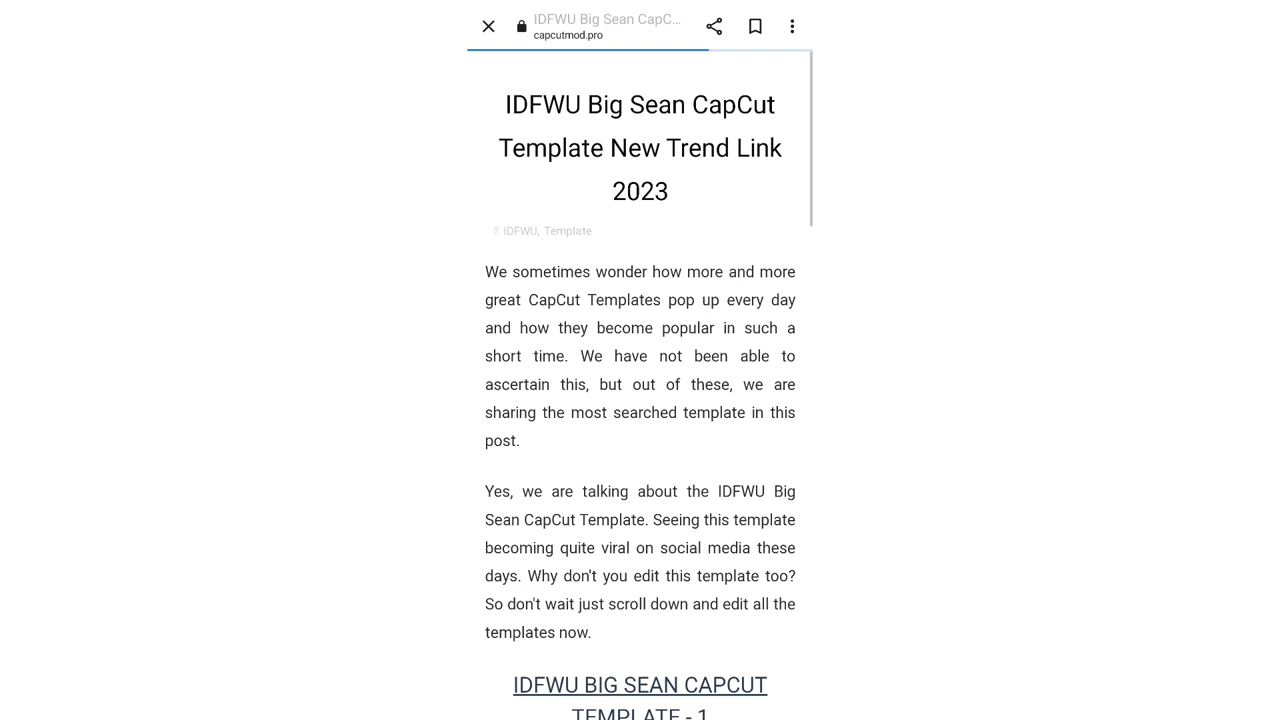 IDFWU Big Sean CapC...
capcutmod.pro
IDFWU Big Sean CapCut
Template New Trend Link
2023
IDFWU, Template
We sometimes wonder how more and more
great CapCut Templates pop up every day
and how they become popular in such a
short time. We have not been able to
ascertain this, but out of these, we are
sharing the most searched template in this
post.
Yes, we are talking about the IDFWU Big
Sean CapCut Template. Seeing this template
becoming quite viral on social media these
days. Why don't you edit this template too?
So don't wait just scroll down and edit all the
templates now.
IDFWU BIG SEAN CAPCUT
TEMPLATE - 1